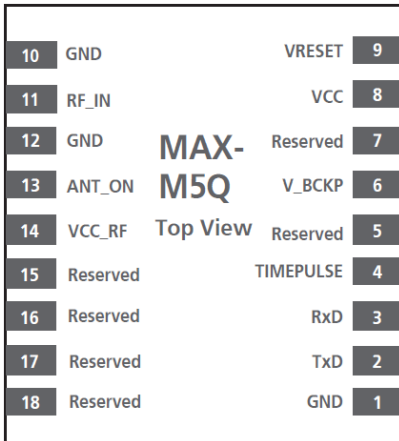 10 GND VRESET 9
11 RF_IN VCC 8
12 GND MAX- Reserved 7
13 ANT_ON M5Q V_BCKP 6
14 VCC_RF Top View Reserved 5
15 Reserved TIMEPULSE 4
16 Reserved RxD 3
17 Reserved TxD 2
18 Reserved GND 1